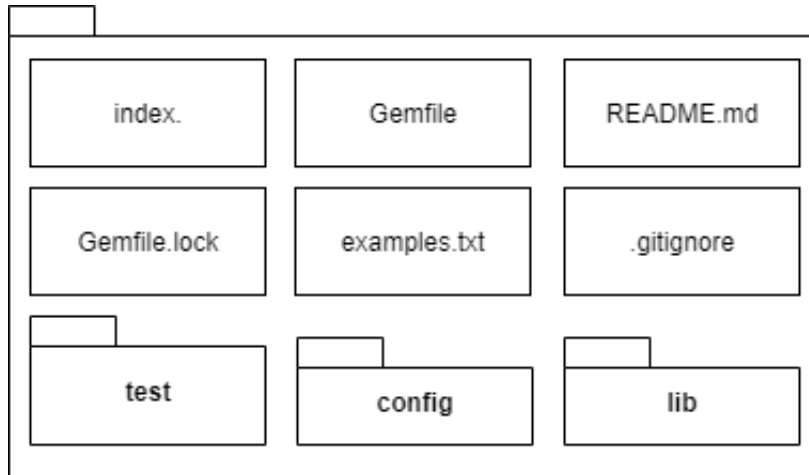 index.
Gemfile
README.md
Gemfile.lock
examples.txt
.gitignore
test
config
lib